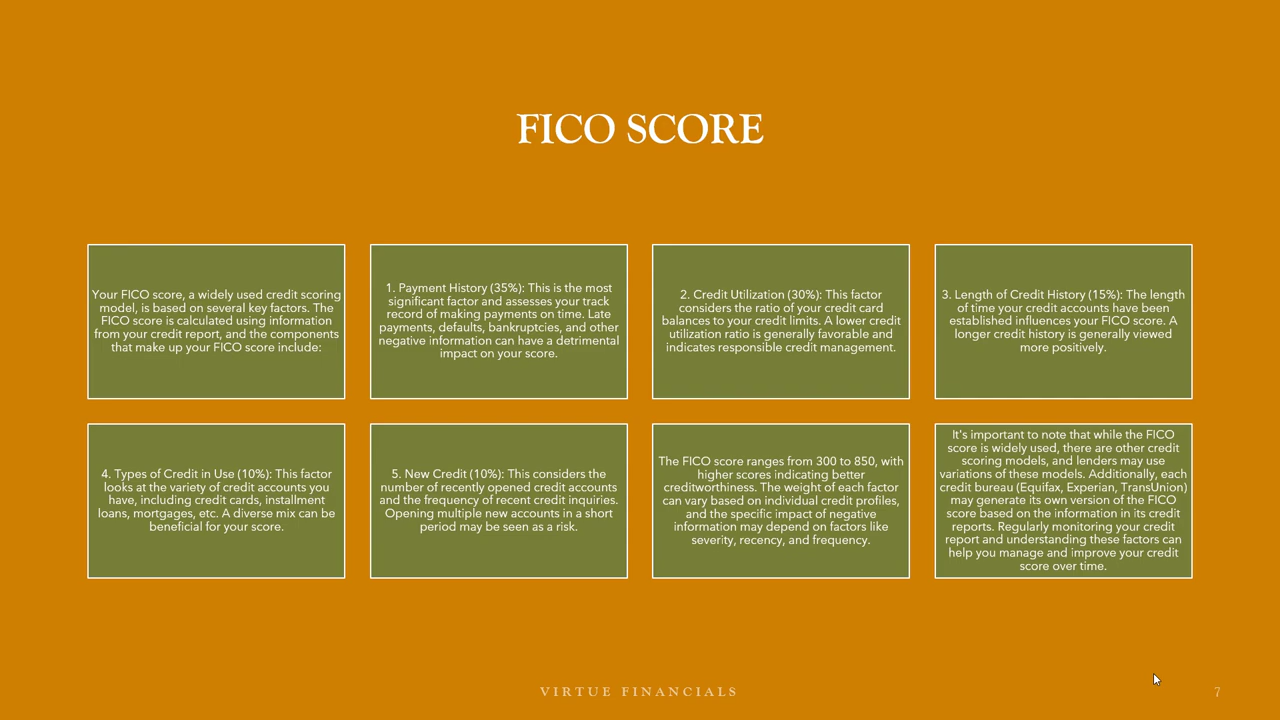 FICO SCORE
Your FICO score, a widely used credit scoring
model, is based on several key factors. The
FICO score is calculated using information
from your credit report, and the components
that make up your FICO score include:
1. Payment History (35%): This is the most
significant factor and assesses your track
record of making payments on time. Late
payments, defaults, bankruptcies, and other
negative information can have a detrimental
impact on your score.
2. Credit Utilization (30%): This factor
considers the ratio of your credit card
balances to your credit limits. A lower credit
utilization ratio is generally favorable and
indicates responsible credit management.
3. Length of Credit History (15%): The length
of time your credit accounts have been
established influences your FICO score. A
longer credit history is generally viewed
more positively.
4. Types of Credit in Use (10%): This factor
looks at the variety of credit accounts you
have, including credit cards, installment
loans, mortgages, etc. A diverse mix can be
beneficial for your score.
5. New Credit (10%): This considers the
number of recently opened credit accounts
and the frequency of recent credit inquiries.
Opening multiple new accounts in a short
period may be seen as a risk.
The FICO score ranges from 300 to 850, with
higher scores indicating better
creditworthiness. The weight of each factor
can vary based on individual credit profiles,
and the specific impact of negative
information may depend on factors like
severity, recency, and frequency.
It's important to note that while the FICO
score is widely used, there are other credit
scoring models, and lenders may use
variations of these models. Additionally, each
credit bureau (Equifax, Experian, TransUnion)
may generate its own version of the FICO
score based on the information in its credit
reports. Regularly monitoring your credit
report and understanding these factors can
help you manage and improve your credit
score over time.
VIRTUE FINANCIALS
7